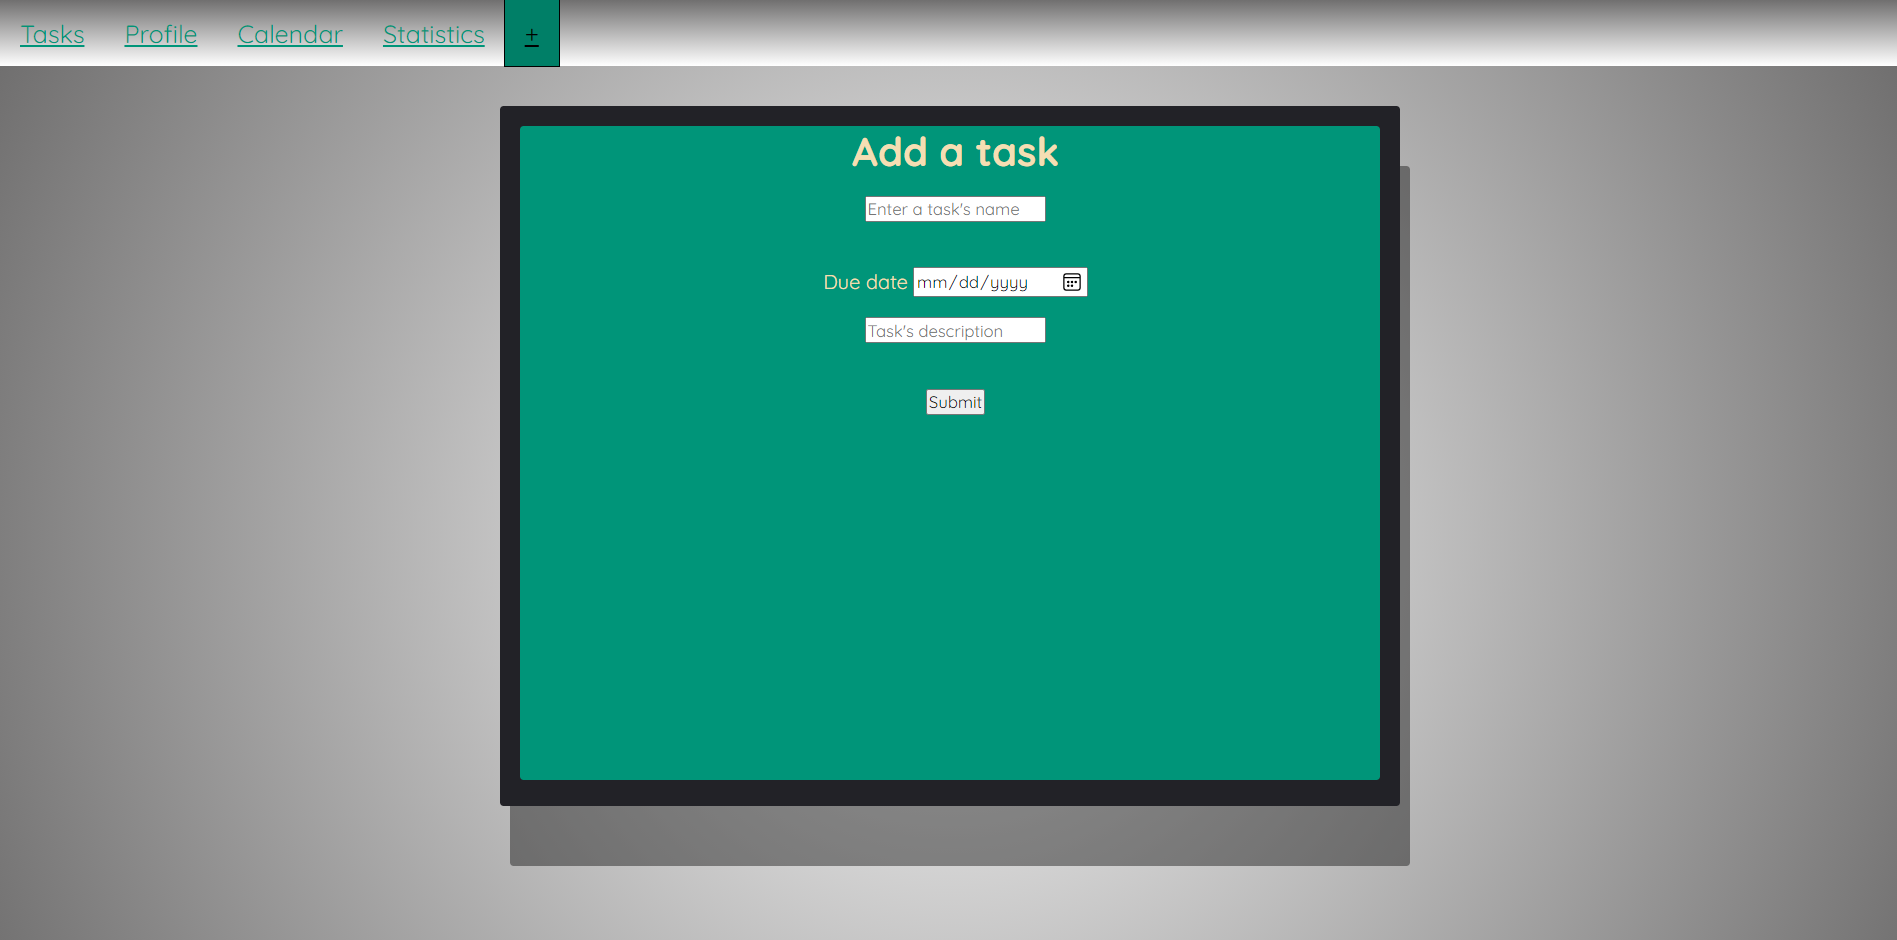 Tasks Profile Calendar Statistics +
Add a task
Enter a task's name
Due date mm/dd/yyyy
Task's description
Submit